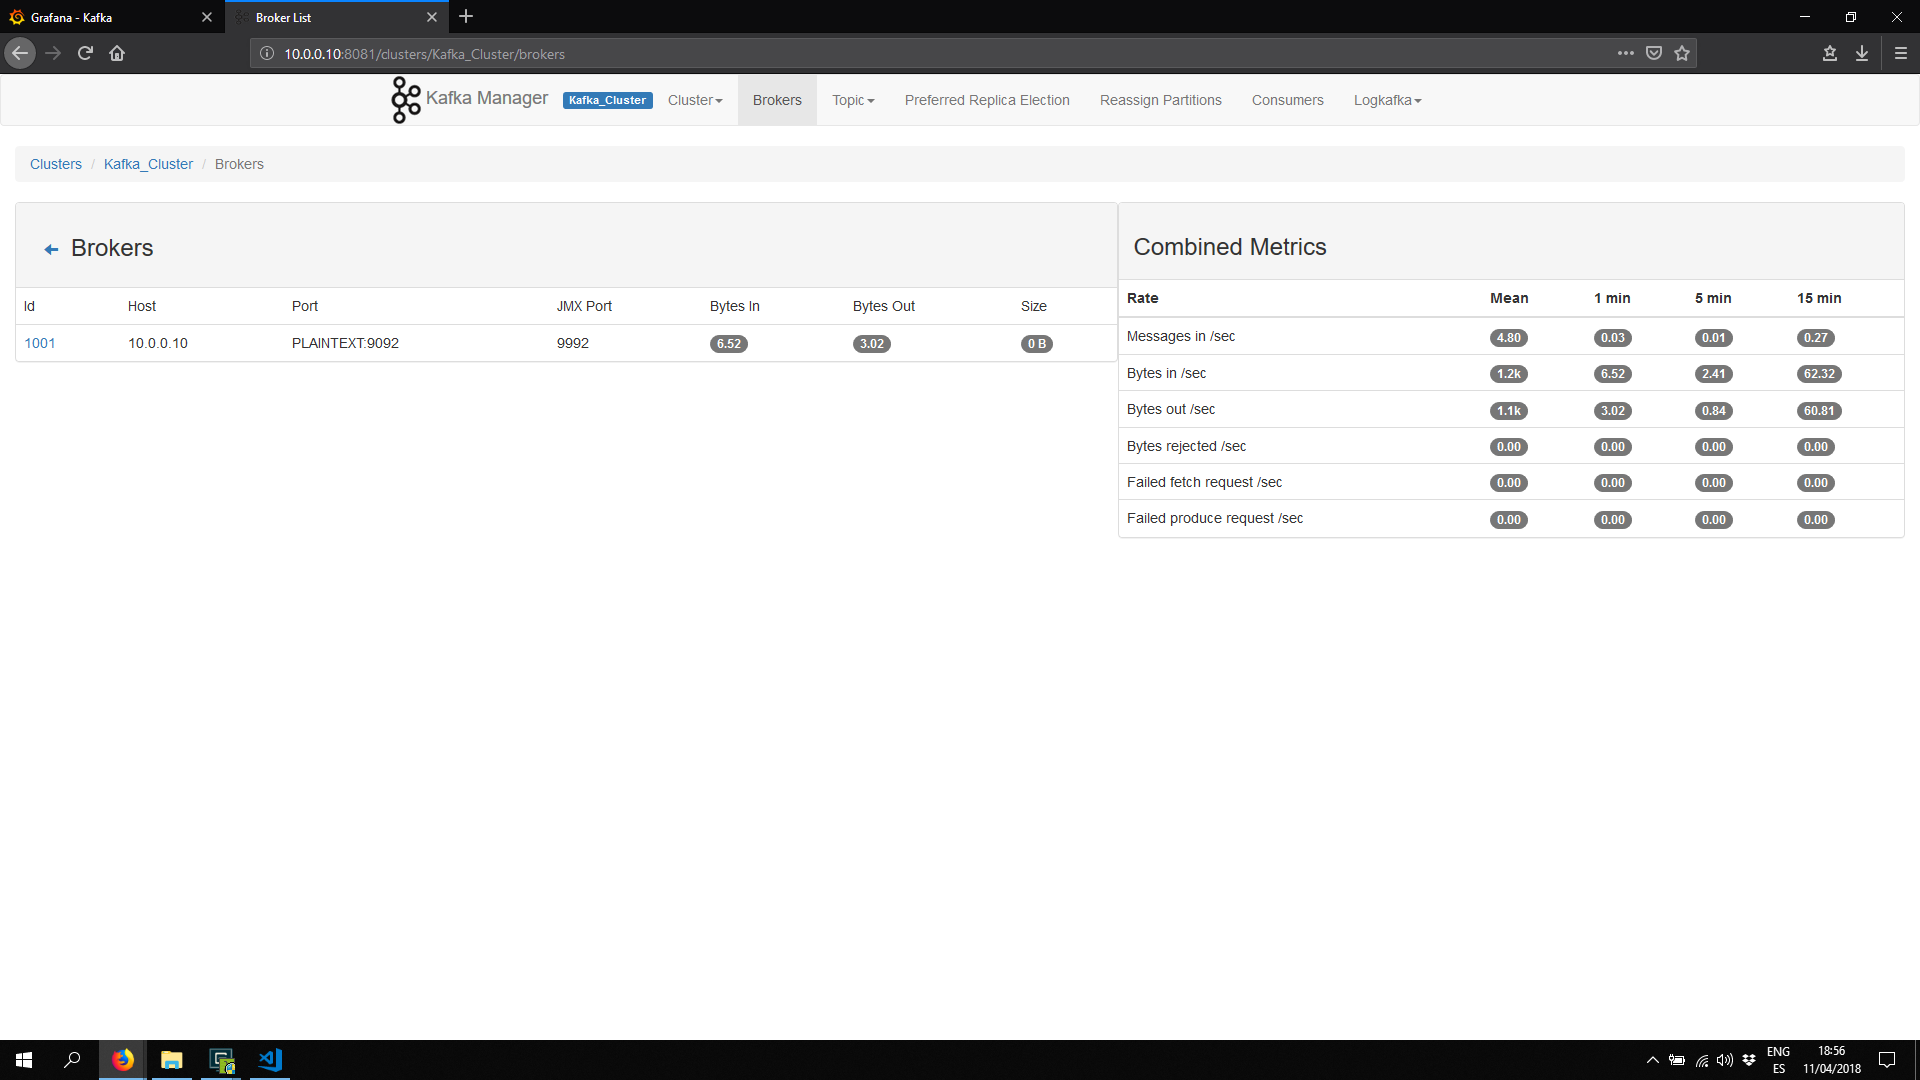 Grafana - Kafka
Broker List
10.0.0.10:8081/clusters/Kafka_Cluster/brokers
Kafka Manager Kafka_Cluster Cluster Brokers Topic Preferred Replica Election Reassign Partitions Consumers Logkafka
Clusters / Kafka_Cluster / Brokers
Brokers
Id Host Port JMX Port Bytes In Bytes Out Size
1001 10.0.0.10 PLAINTEXT:9092 9992 6.52 3.02 0 B
Combined Metrics
Rate Mean 1 min 5 min 15 min
Messages in /sec 4.80 0.03 0.01 0.27
Bytes in /sec 1.2k 6.52 2.41 62.32
Bytes out /sec 1.1k 3.02 0.84 60.81
Bytes rejected /sec 0.00 0.00 0.00 0.00
Failed fetch request /sec 0.00 0.00 0.00 0.00
Failed produce request /sec 0.00 0.00 0.00 0.00
ENG
ES
18:56
11/04/2018